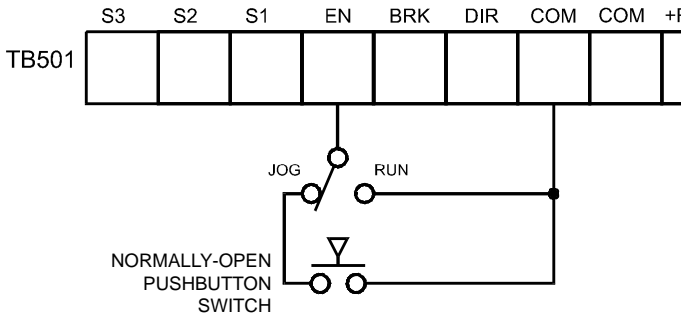 S3 S2 S1 EN BRK DIR COM COM
TB501
JOG RUN
NORMALLY-OPEN
PUSHBUTTON
SWITCH